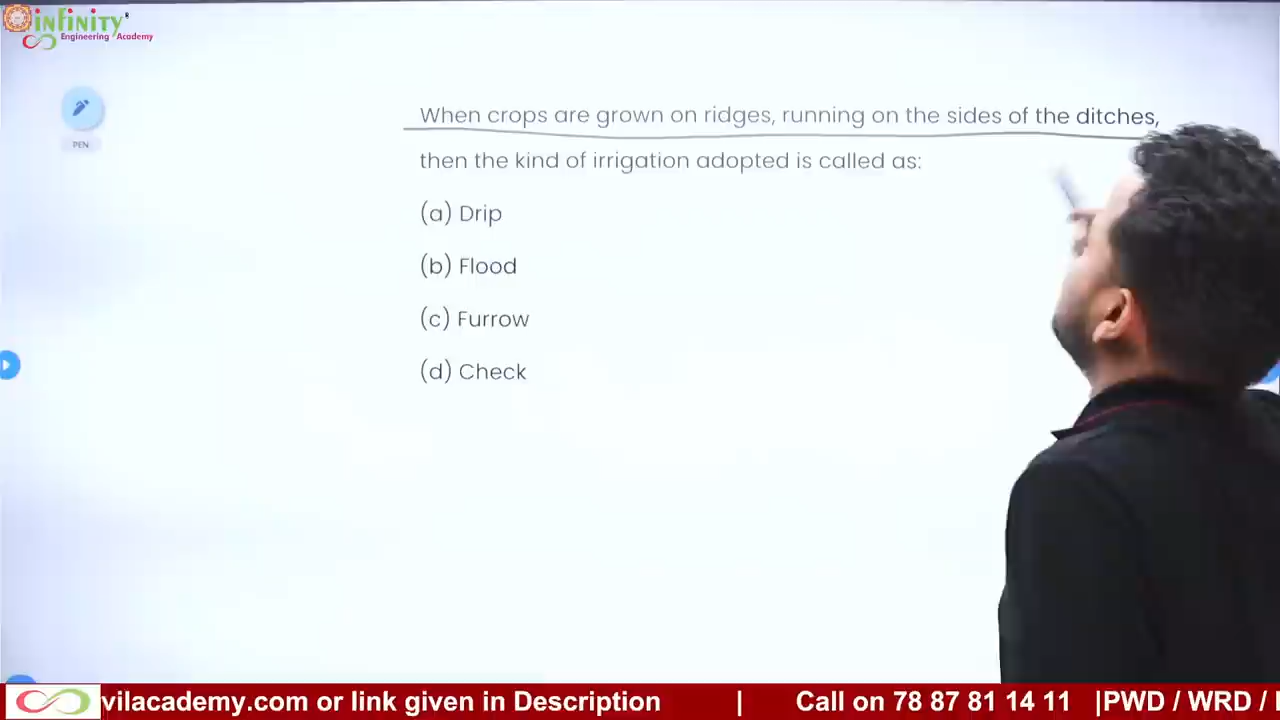 infinity
Engineering Academy
PEN
When crops are grown on ridges, running on the sides of the ditches,
then the kind of irrigation adopted is called as:
(a) Drip
(b) Flood
(c) Furrow
(d) Check
vilacademy.com or link given in Description | Call on 78 87 81 14 11 |PWD / WRD /